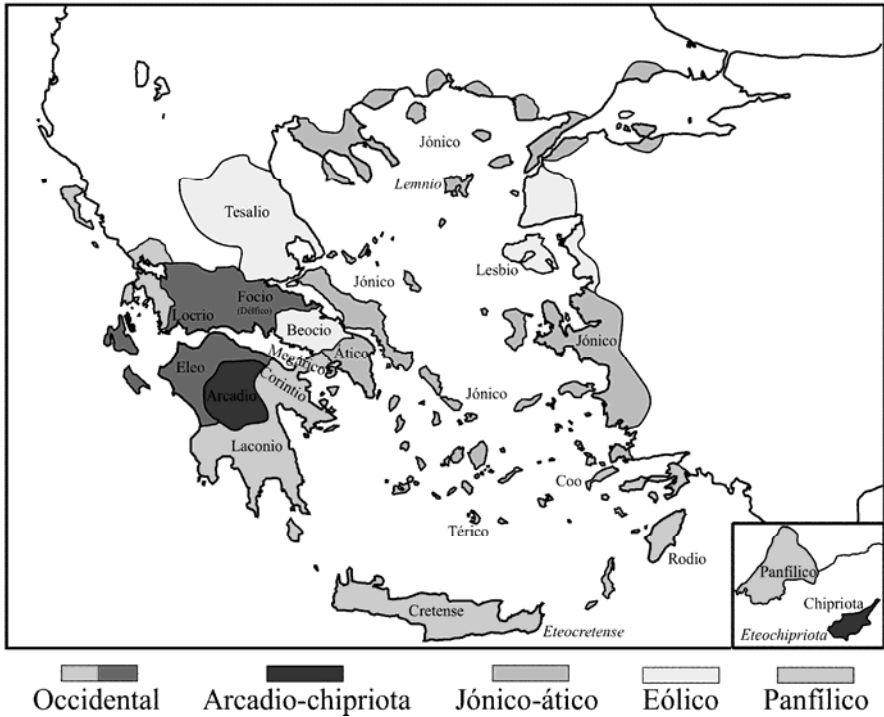 Jónico
Lemnio
Tesalio
Lesbio
Jónico
Focio
(Délfico)
Locrio
Beocio
Jónico
Megárico
Ático
Eleo
Corintio
Arcadio
Jónico
Laconio
Coo
Térico
Rodio
Panfílico
Chipriota
Cretense
Eteocretense
Eteochipriota
Occidental
Arcadio-chipriota
Jónico-ático
Eólico
Panfílico